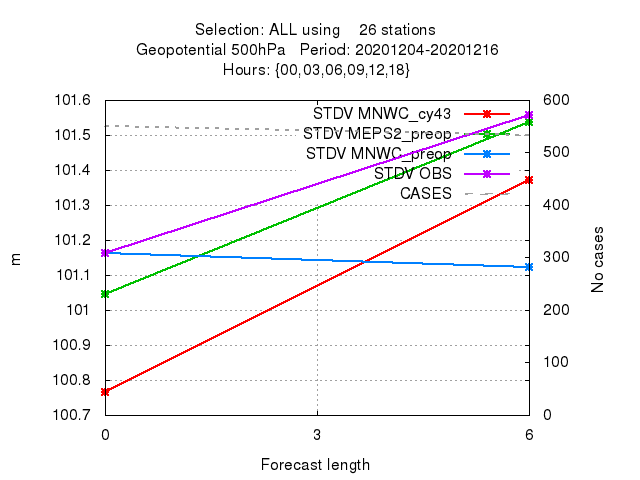 Selection: ALL using    26 stations
Geopotential 500hPa   Period: 20201204-20201216
Hours: {00,03,06,09,12,18}
STDV MNWC_cy43
STDV MEPS2_preop
STDV MNWC_preop
STDV OBS
CASES
101.6
101.5
101.4
101.3
101.2
101.1
101
100.9
100.8
100.7
m
600
500
400
300
200
100
0
No cases
0 3 6
Forecast length